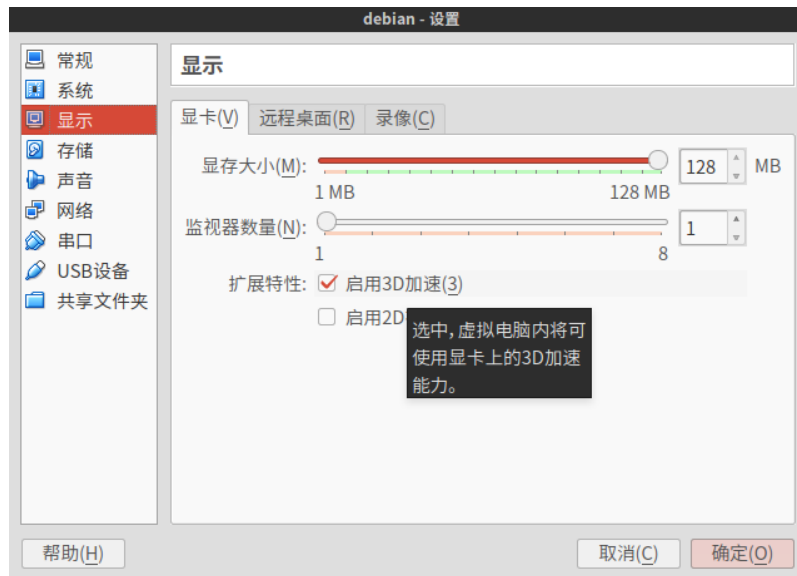 debian - 设置
常规
系统
显示
存储
声音
网络
串口
USB设备
共享文件夹
显示
显卡(V) 远程桌面(R) 录像(C)
显存大小(M): 128 MB
1 MB 128 MB
监视器数量(N): 1
1 8
扩展特性: 启用3D加速(3)
启用2D
选中,虚拟电脑内将可
使用显卡上的3D加速
能力。
帮助(H) 取消(C) 确定(O)